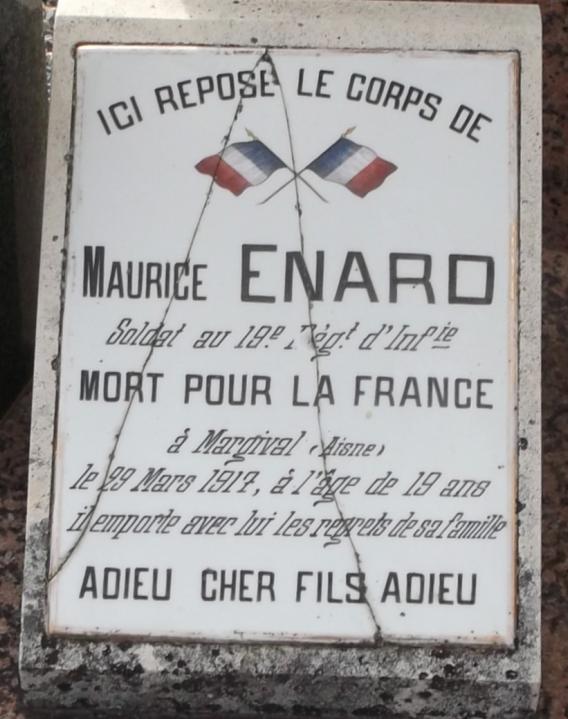 ICI REPOSE LE CORPS DE
MAURICE ENARD
Soldat au 19e Régt d'Infie
MORT POUR LA FRANCE
à Margival (Aisne)
le 29 Mars 1917, à l'âge de 19 ans
il emporte avec lui les regrets de sa famille
ADIEU CHER FILS ADIEU